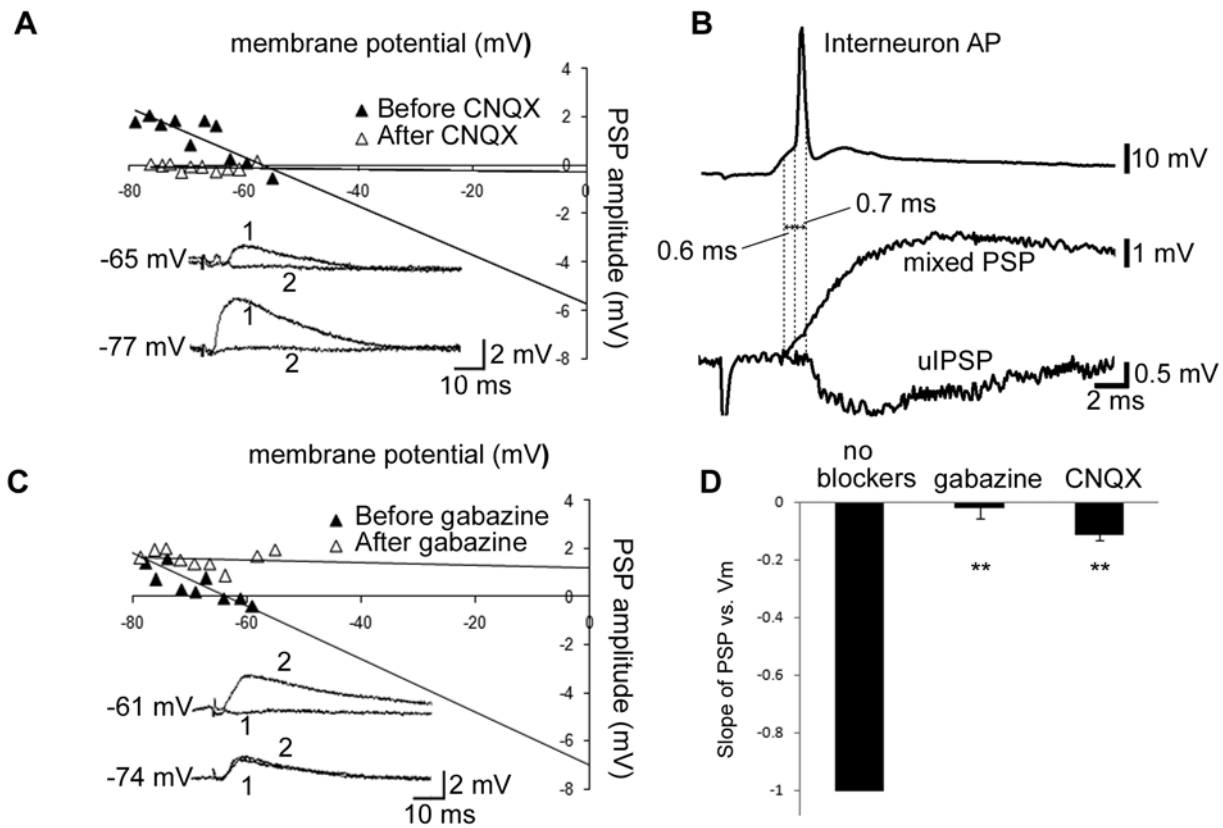 A
membrane potential (mV)
4
2
0
-2
-4
-6
-8
-80
-60
-40
-20
0
PSP amplitude (mV)
▲ Before CNQX
△ After CNQX
-65 mV
1
2
-77 mV
1
2
2 mV
10 ms
B
Interneuron AP
10 mV
0.7 ms
0.6 ms
1 mV
mixed PSP
uIPSP
0.5 mV
2 ms
C
membrane potential (mV)
4
2
0
-2
-4
-6
-8
-80
-60
-40
-20
0
PSP amplitude (mV)
▲ Before gabazine
△ After gabazine
-61 mV
2
1
-74 mV
2
1
2 mV
10 ms
D
no
blockers
gabazine
CNQX
0
-0.2
-0.4
-0.6
-0.8
-1
Slope of PSP vs. Vm
**
**